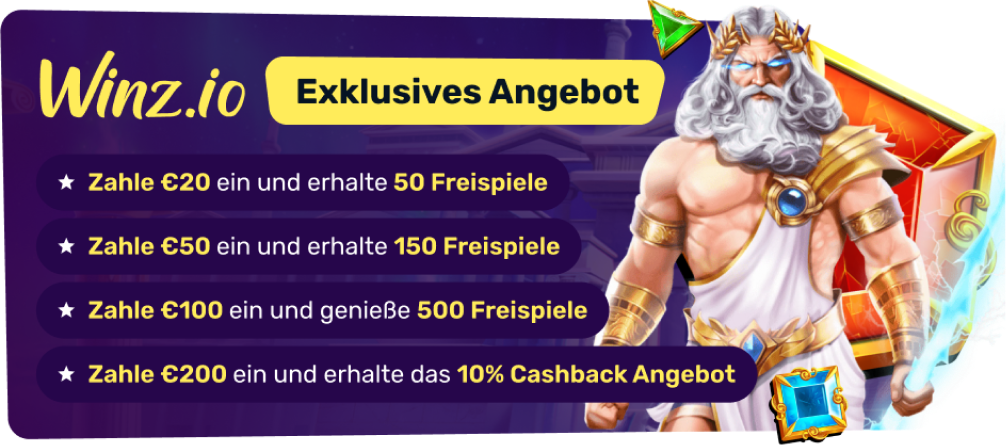 Winz.io
Exklusives Angebot
★ Zahle €20 ein und erhalte 50 Freispiele
★ Zahle €50 ein und erhalte 150 Freispiele
★ Zahle €100 ein und genieße 500 Freispiele
★ Zahle €200 ein und erhalte das 10% Cashback Angebot